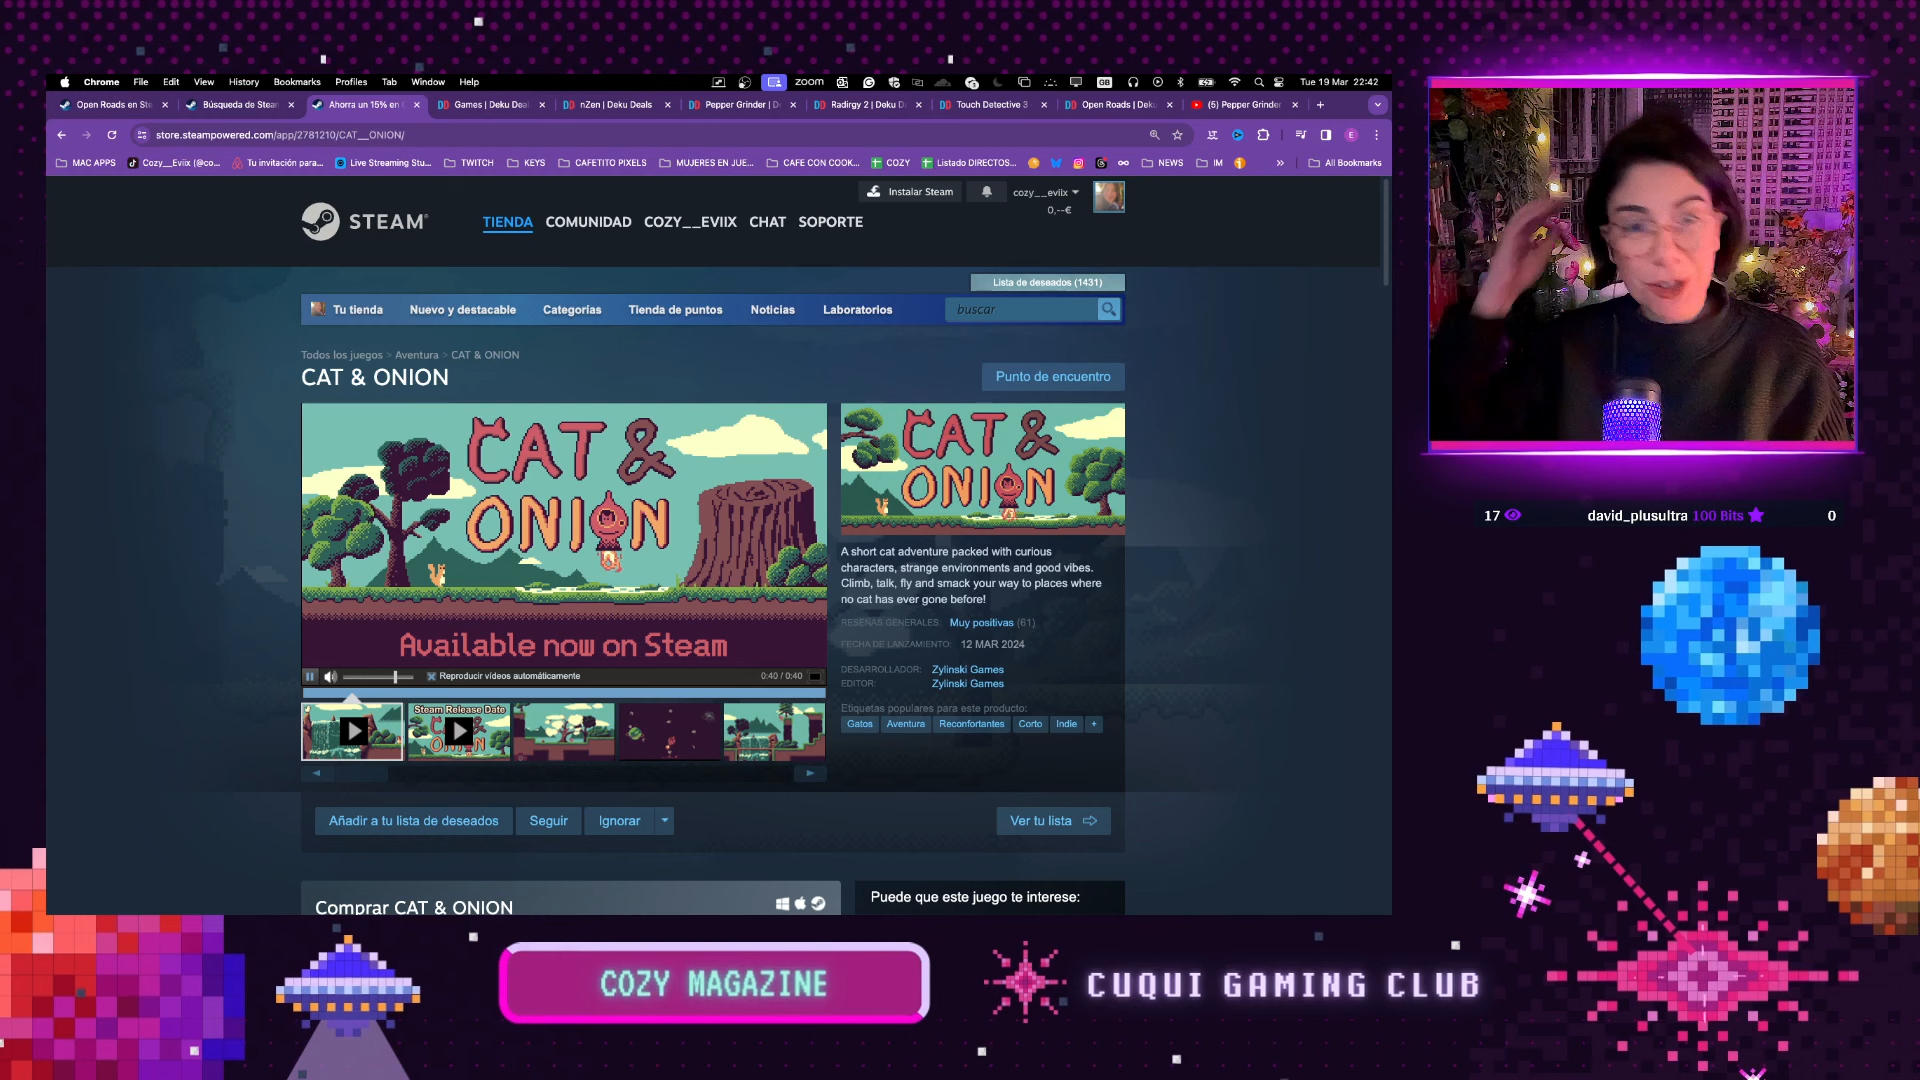 Chrome File Edit View History Bookmarks Profiles Tab Window Help
zoom
GB
Tue 19 Mar 22:42
Open Roads en Ste
Búsqueda de Steam
Ahorra un 15% en
Games | Deku Deal
nZen | Deku Deals
Pepper Grinder | D
Radirgy 2 | Deku D
Touch Detective 3
Open Roads | Deku
(5) Pepper Grinder
store.steampowered.com/app/2781210/CAT__ONION/
E
MAC APPS
Cozy__Eviix (@co...
Tu invitación para...
Live Streaming Stu...
TWITCH
KEYS
CAFETITO PIXELS
MUJERES EN JUE...
CAFE CON COOK...
COZY
Listado DIRECTOS...
NEWS
IM
»
All Bookmarks
Instalar Steam
cozy__eviix
0,--€
STEAM
TIENDA COMUNIDAD COZY__EVIIX CHAT SOPORTE
Lista de deseados (1431)
Tu tienda Nuevo y destacable Categorías Tienda de puntos Noticias Laboratorios
buscar
Todos los juegos > Aventura > CAT & ONION
CAT & ONION
Punto de encuentro
CAT &
ONION
Available now on Steam
Reproducir vídeos automáticamente
0:40 / 0:40
Steam Release Date
CAT &
ONION
A short cat adventure packed with curious
characters, strange environments and good vibes.
Climb, talk, fly and smack your way to places where
no cat has ever gone before!
RESEÑAS GENERALES: Muy positivas (61)
FECHA DE LANZAMIENTO: 12 MAR 2024
DESARROLLADOR: Zylinski Games
EDITOR: Zylinski Games
Etiquetas populares para este producto:
Gatos Aventura Reconfortantes Corto Indie +
Añadir a tu lista de deseados
Seguir
Ignorar
Ver tu lista
Comprar CAT & ONION
Puede que este juego te interese:
17
david_plusultra 100 Bits
0
COZY MAGAZINE
CUQUI GAMING CLUB